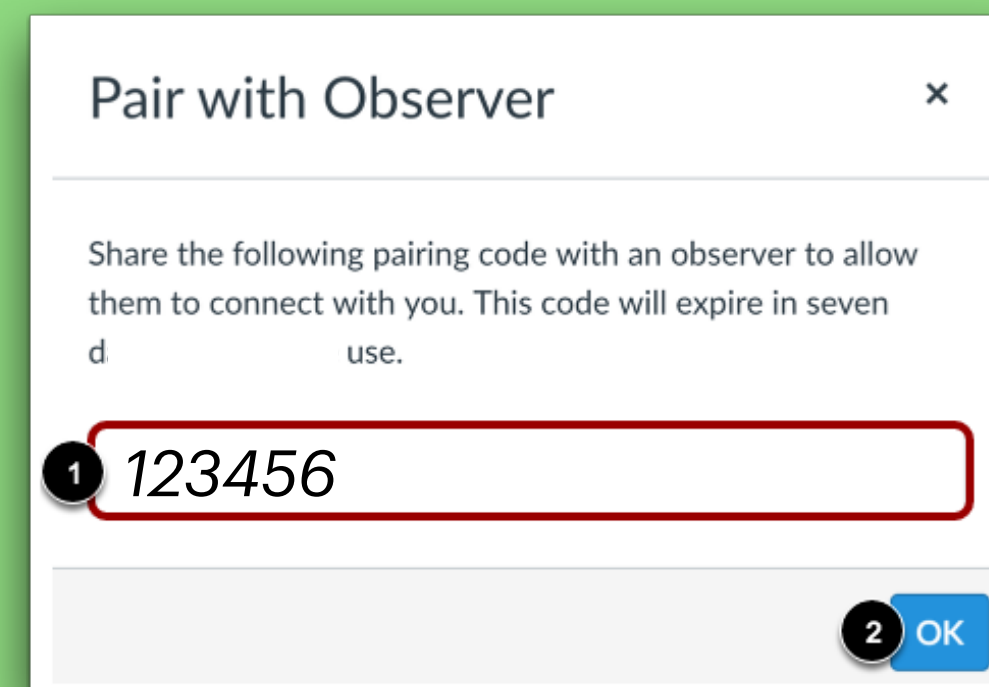 Pair with Observer ×
Share the following pairing code with an observer to allow
them to connect with you. This code will expire in seven
use.
1 123456
2 OK